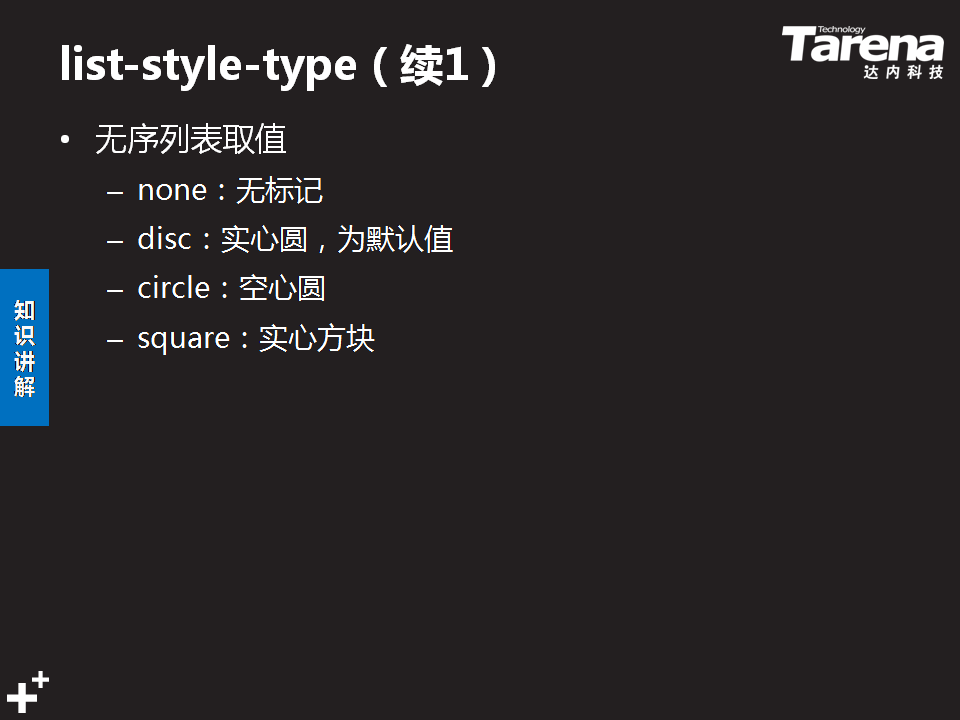 list-style-type（续1）
Technology
Tarena
达内科技
• 无序列表取值
– none：无标记
– disc：实心圆，为默认值
– circle：空心圆
– square：实心方块
知识讲解